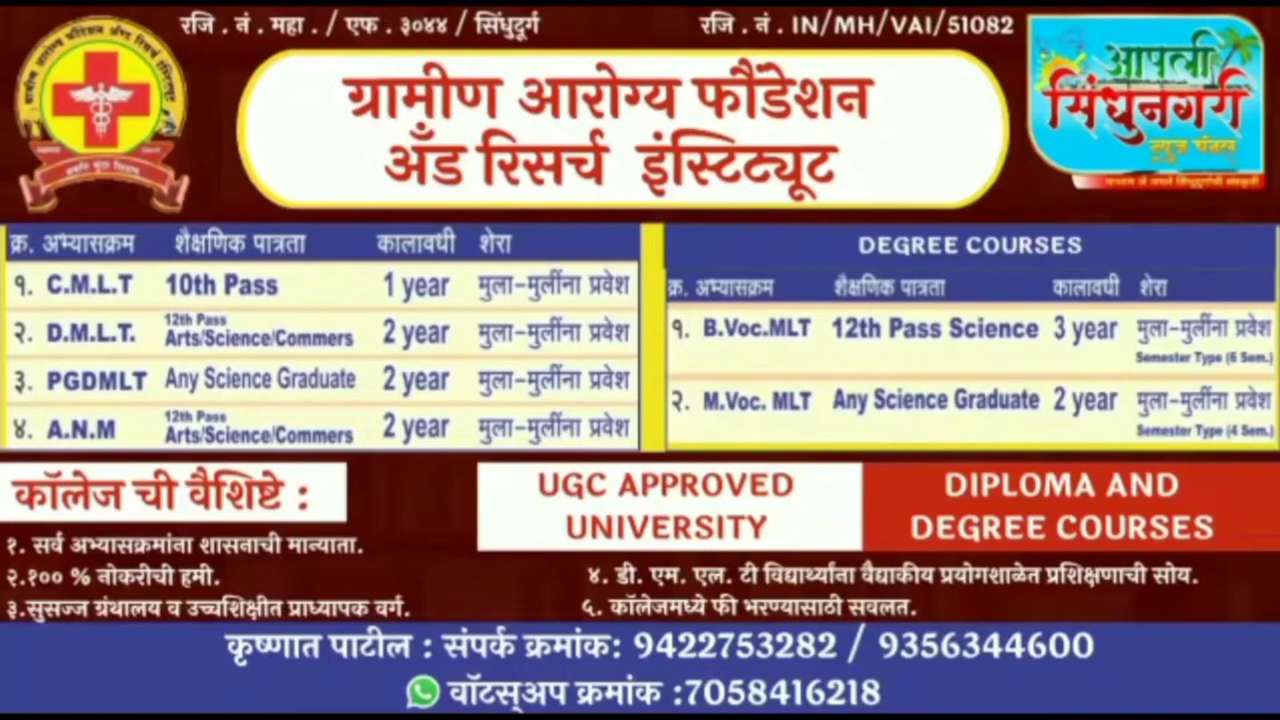 रजि . नं . महा . / एफ . ३०४४ / सिंधुदूर्ग
रजि . नं . IN/MH/VAI/51082
आपली
सिंधुनगरी
न्युज चॅनल
ग्रामीण आरोग्य फौंडेशन
अँड रिसर्च इंस्टिट्यूट
क्र. अभ्यासक्रम शैक्षणिक पात्रता कालावधी शेरा
१. C.M.L.T 10th Pass 1 year मुला-मुलींना प्रवेश
२. D.M.L.T. 12th Pass Arts/Science/Commers 2 year मुला-मुलींना प्रवेश
३. PGDMLT Any Science Graduate 2 year मुला-मुलींना प्रवेश
४. A.N.M 12th Pass Arts/Science/Commers 2 year मुला-मुलींना प्रवेश
DEGREE COURSES
क्र. अभ्यासक्रम शैक्षणिक पात्रता कालावधी शेरा
१. B.Voc.MLT 12th Pass Science 3 year मुला-मुलींना प्रवेश
Semester Type (6 Sem.)
२. M.Voc. MLT Any Science Graduate 2 year मुला-मुलींना प्रवेश
Semester Type (4 Sem.)
कॉलेज ची वैशिष्टे :
UGC APPROVED
UNIVERSITY
DIPLOMA AND
DEGREE COURSES
१. सर्व अभ्यासक्रमांना शासनाची मान्यता.
२.१०० % नोकरीची हमी.
३.सुसज्ज ग्रंथालय व उच्चशिक्षीत प्राध्यापक वर्ग.
४. डी. एम. एल. टी विद्यार्थ्यांना वैद्यकीय प्रयोगशाळेत प्रशिक्षणाची सोय.
५. कॉलेजमध्ये फी भरण्यासाठी सवलत.
कृष्णात पाटील : संपर्क क्रमांक: 9422753282 / 9356344600
वॉटस्अप क्रमांक :7058416218